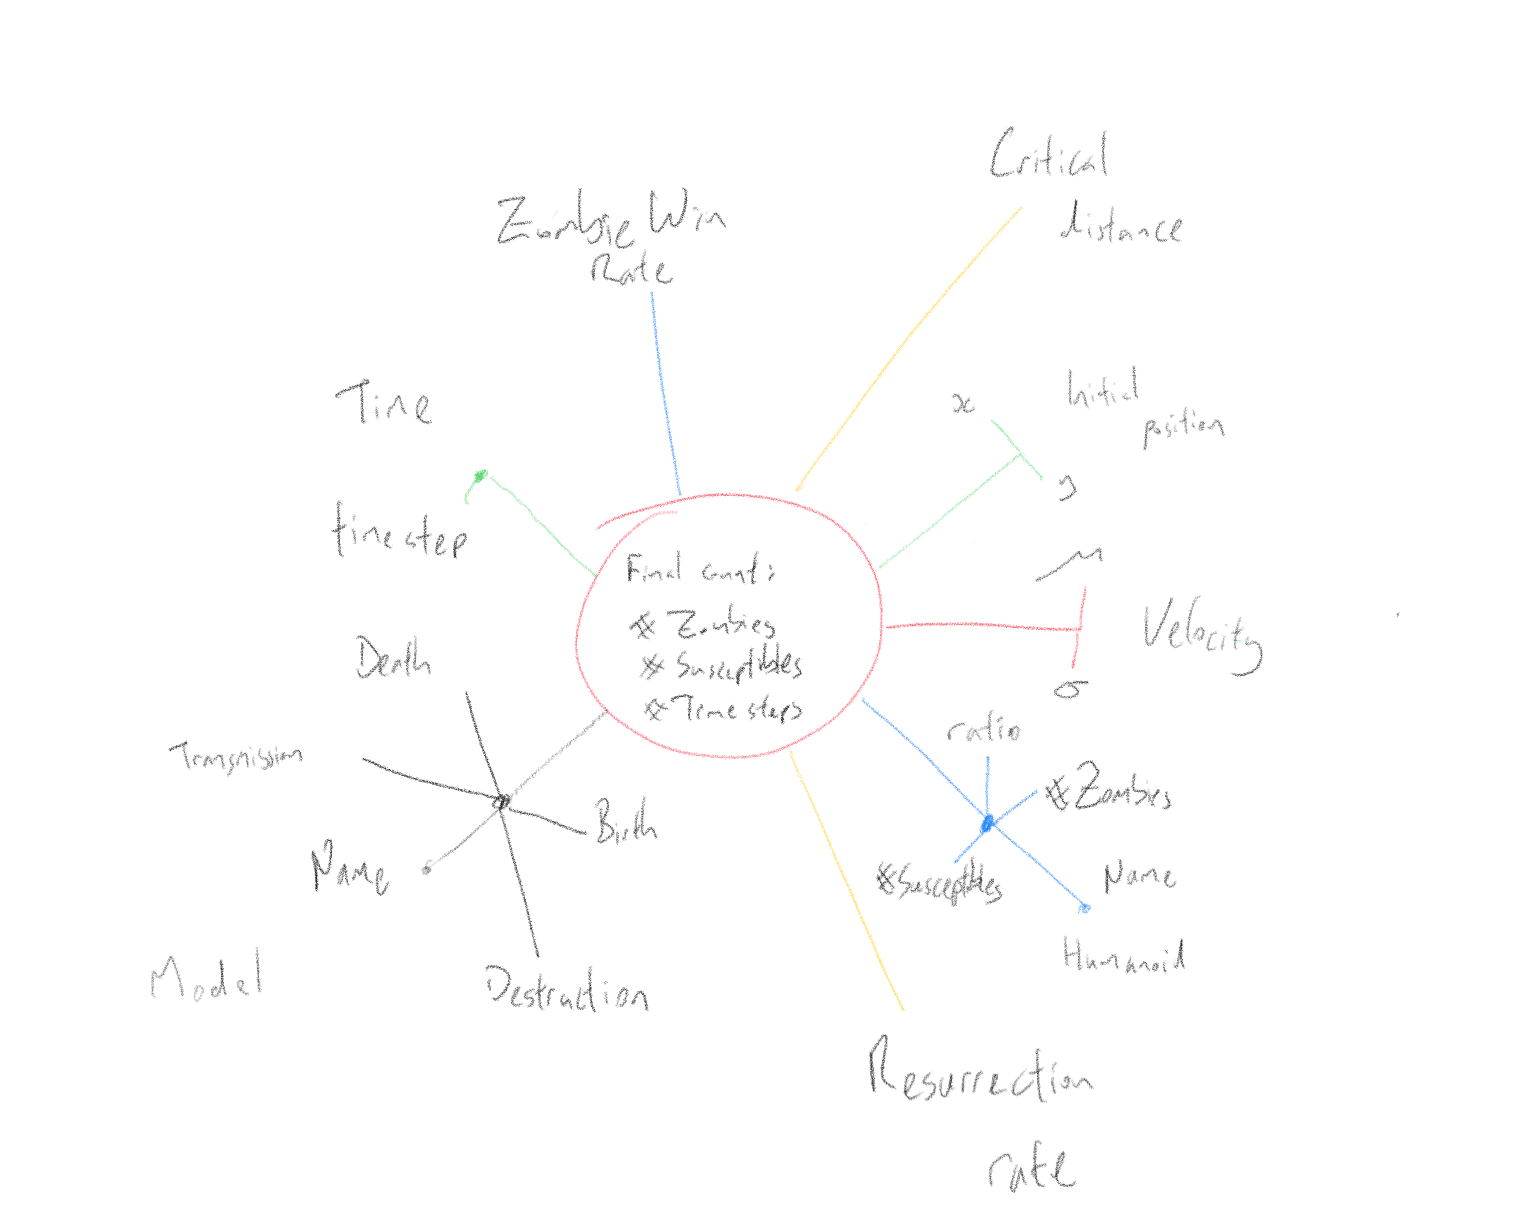 Critical
distance
Zombie Win
Rate
Time
time step
x
Initial
position
y
Final count:
# Zombies
# Susceptibles
# Time steps
μ
σ
Velocity
Death
Transmission
Name
Birth
Destruction
Model
ratio
# Zombies
# Susceptibles
Name
Humanoid
Resurrection
rate